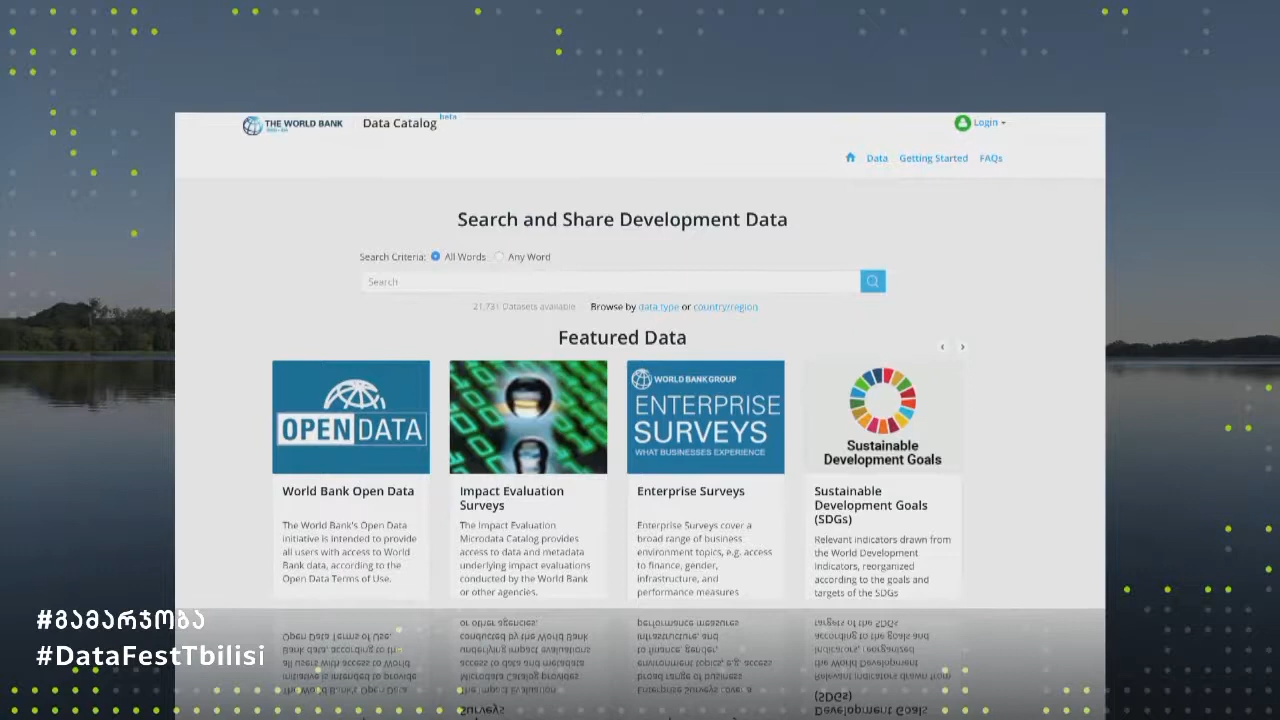 THE WORLD BANK
Data Catalog beta
Login
Data Getting Started FAQs
Search and Share Development Data
Search Criteria: All Words Any Word
Search
21,731 Datasets available Browse by data type or country/region
Featured Data
OPEN DATA
WORLD BANK GROUP
ENTERPRISE
SURVEYS
WHAT BUSINESSES EXPERIENCE
Sustainable
Development Goals
World Bank Open Data
The World Bank's Open Data
initiative is intended to provide
all users with access to World
Bank data, according to the
Open Data Terms of Use.
Impact Evaluation
Surveys
The Impact Evaluation
Microdata Catalog provides
access to data and metadata
underlying impact evaluations
conducted by the World Bank
or other agencies.
Enterprise Surveys
Enterprise Surveys cover a
broad range of business
environment topics, e.g. access
to finance, gender,
infrastructure, and
performance measures
Sustainable
Development Goals
(SDGs)
Relevant indicators drawn from
the World Development
Indicators, reorganized
according to the goals and
targets of the SDGs
#გამარჯობა
#DataFestTbilisi